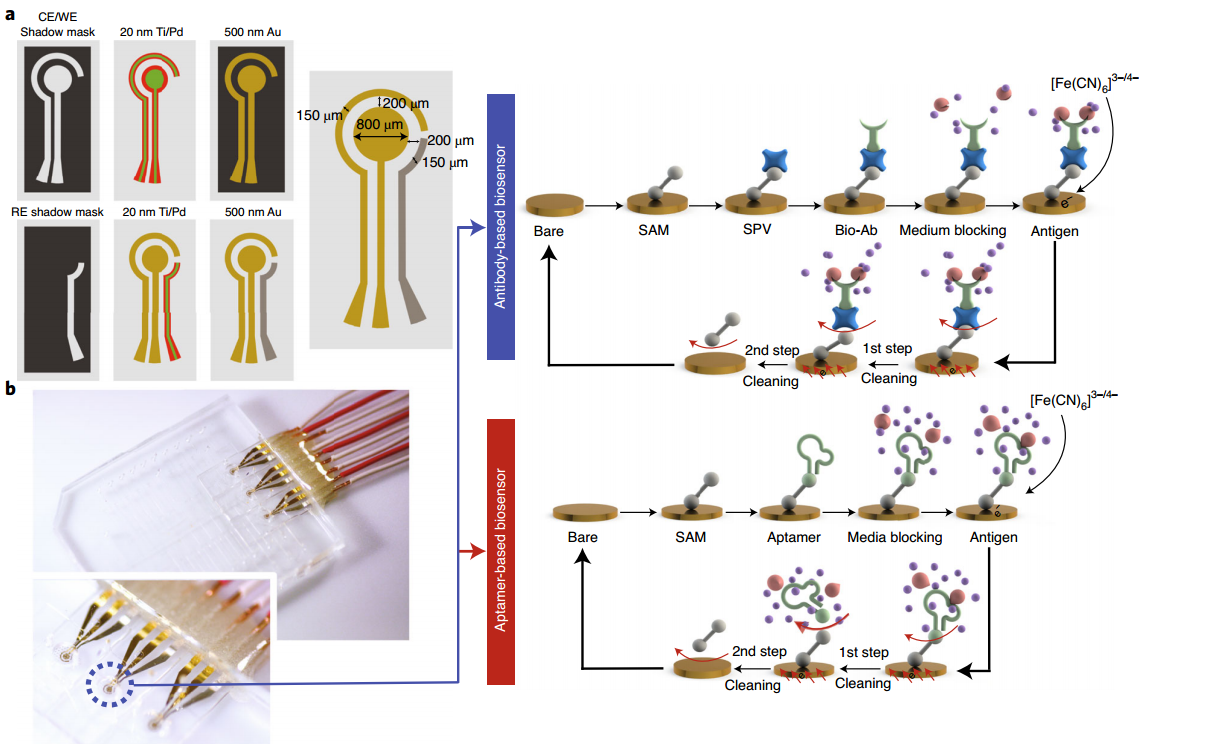 a
CE/WE
Shadow mask
20 nm Ti/Pd
500 nm Au
RE shadow mask
20 nm Ti/Pd
500 nm Au
150 μm
200 μm
800 μm
200 μm
150 μm
b
Antibody-based biosensor
[Fe(CN)6]3–/4–
e–
Bare
SAM
SPV
Bio-Ab
Medium blocking
Antigen
2nd step
Cleaning
1st step
Cleaning
e–
e–
Aptamer-based biosensor
[Fe(CN)6]3–/4–
e–
Bare
SAM
Aptamer
Media blocking
Antigen
2nd step
Cleaning
1st step
Cleaning
e–
e–